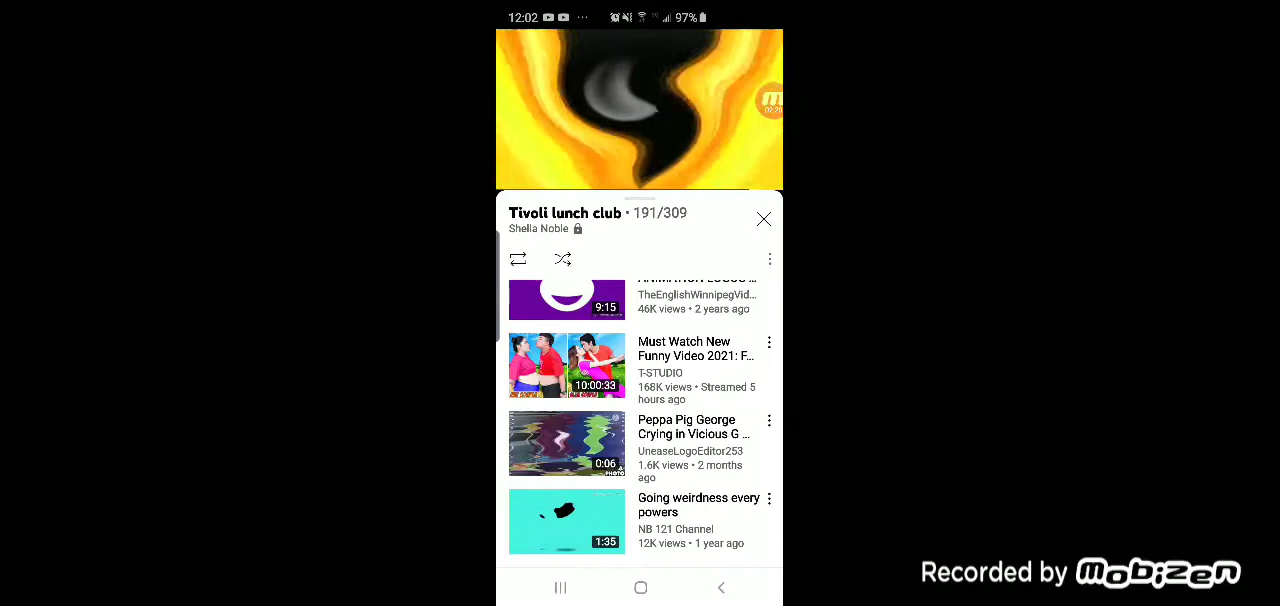 12:02 ... 97%
02:20
Tivoli lunch club • 191/309
Shella Noble
9:15
TheEnglishWinnipegVid...
46K views • 2 years ago
Must Watch New
Funny Video 2021: F...
T-STUDIO
168K views • Streamed 5
hours ago
10:00:33
Peppa Pig George
Crying in Vicious G ...
UneaseLogoEditor253
1.6K views • 2 months
ago
0:06
PHOTO
Going weirdness every
powers
NB 121 Channel
12K views • 1 year ago
1:35
Recorded by Mobizen